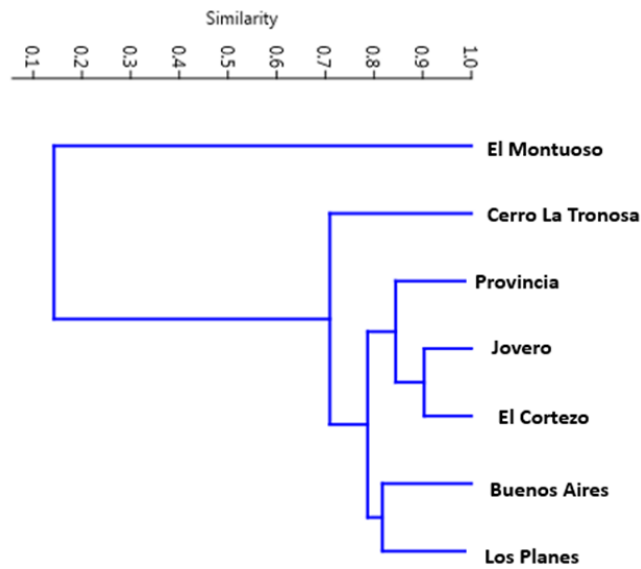 Similarity
0.1 0.2 0.3 0.4 0.5 0.6 0.7 0.8 0.9 1.0
El Montuoso
Cerro La Tronosa
Provincia
Jovero
El Cortezo
Buenos Aires
Los Planes